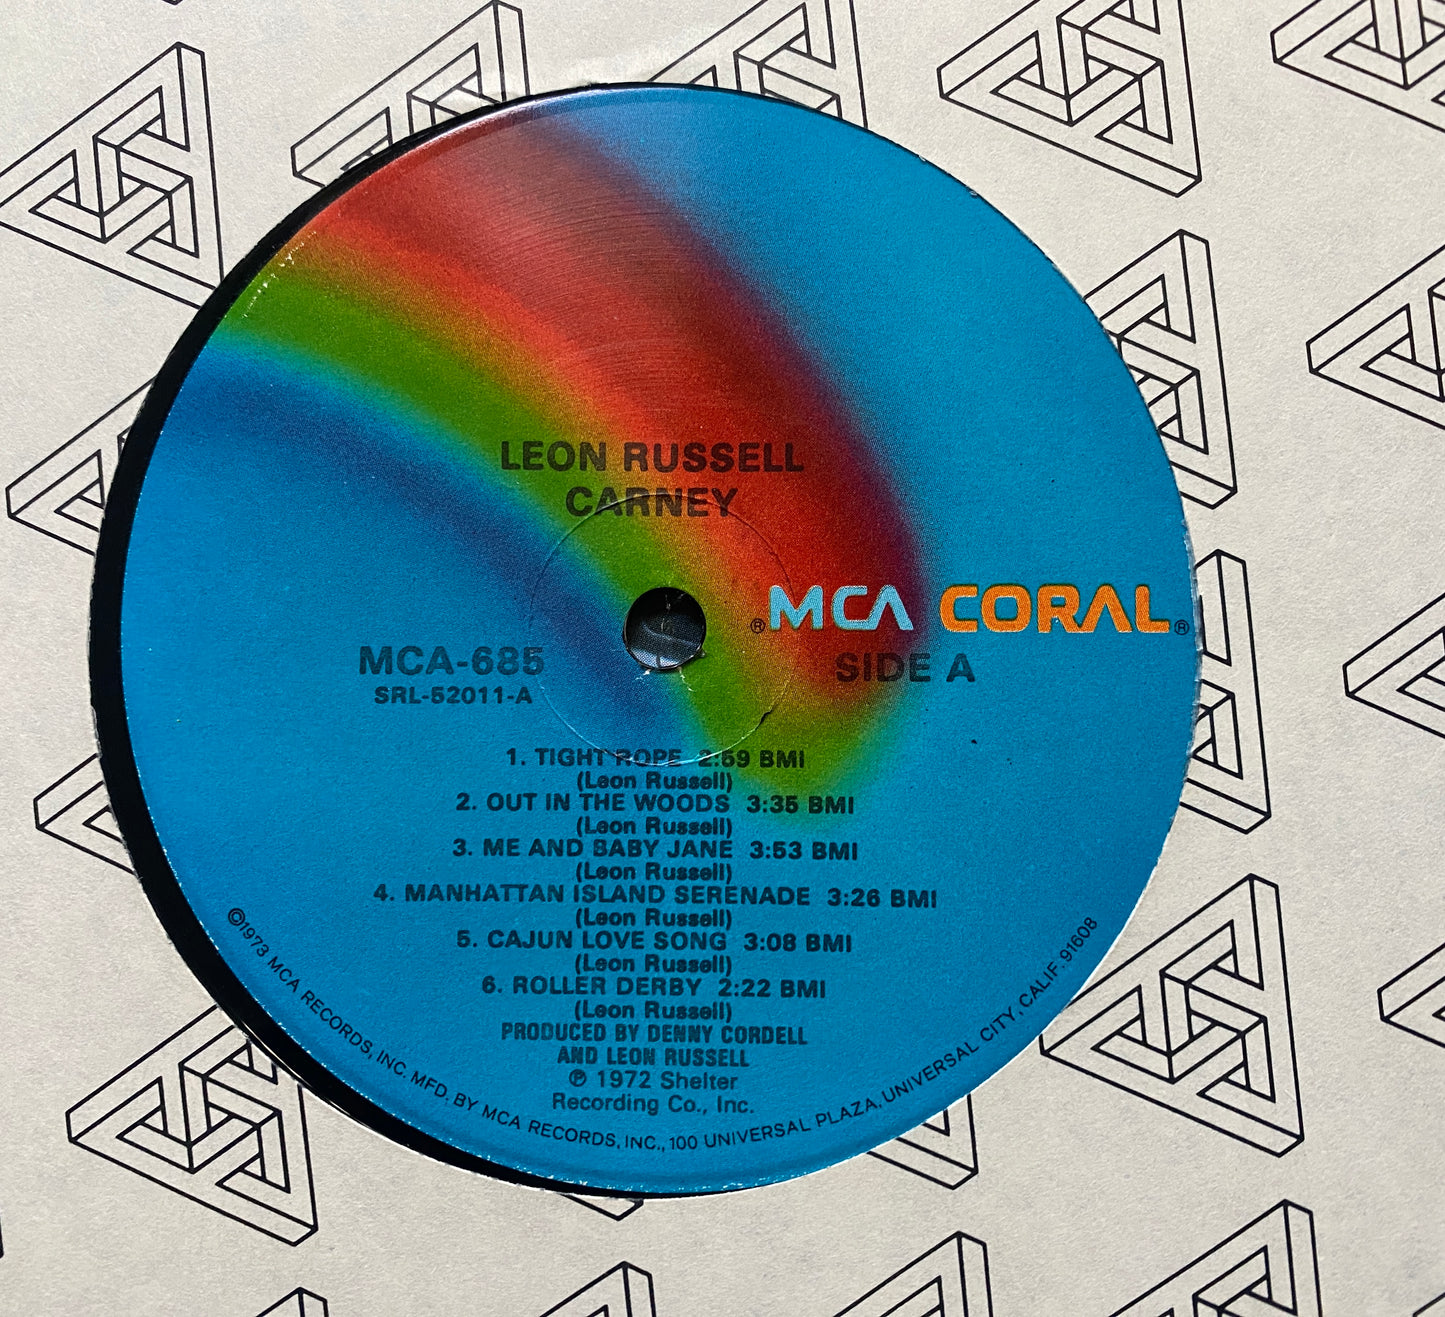 LEON RUSSELL
CARNEY
® MCA CORAL ®
MCA-685
SIDE A
SRL-52011-A
1. TIGHT ROPE 2:59 BMI
(Leon Russell)
2. OUT IN THE WOODS 3:35 BMI
(Leon Russell)
3. ME AND BABY JANE 3:53 BMI
(Leon Russell)
4. MANHATTAN ISLAND SERENADE 3:26 BMI
(Leon Russell)
5. CAJUN LOVE SONG 3:08 BMI
(Leon Russell)
6. ROLLER DERBY 2:22 BMI
(Leon Russell)
PRODUCED BY DENNY CORDELL
AND LEON RUSSELL
℗ 1972 Shelter
Recording Co., Inc.
©1973 MCA RECORDS, INC. MFD. BY MCA RECORDS, INC., 100 UNIVERSAL PLAZA, UNIVERSAL CITY, CALIF. 91608